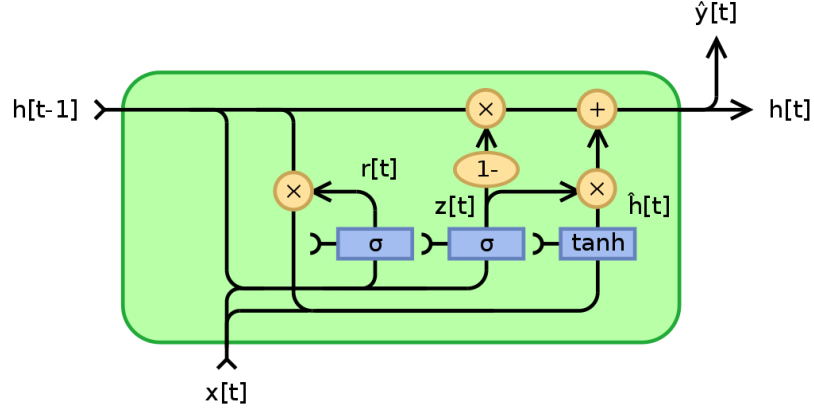 ŷ[t]
h[t-1]
×
+
h[t]
r[t]
1-
×
z[t]
×
ĥ[t]
σ
σ
tanh
x[t]